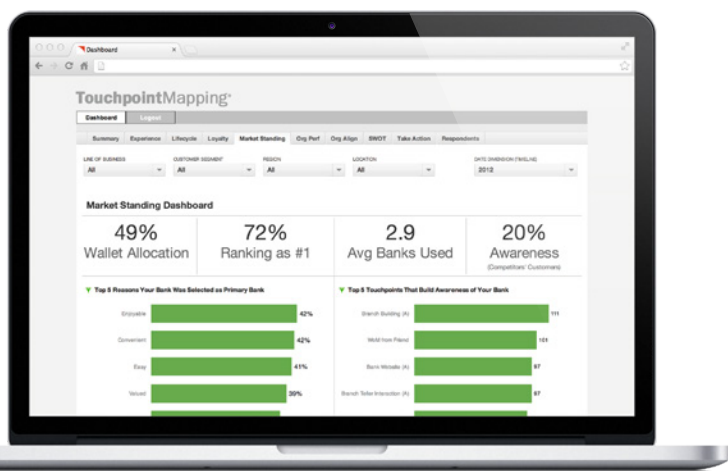 Dashboard
TouchpointMapping
Dashboard Logout
Summary Experience Lifecycle Loyalty Market Standing Org Perf Org Align SWOT Take Action Respondents
LINE OF BUSINESS CUSTOMER SEGMENT REGION LOCATION DATE DIMENSION (TIMELINE)
All All All All 2012
Market Standing Dashboard
49% 72% 2.9 20%
Wallet Allocation Ranking as #1 Avg Banks Used Awareness
(Competitors' Customers)
Top 5 Reasons Your Bank Was Selected as Primary Bank
Enjoyable 42%
Convenient 42%
Easy 41%
Valued 39%
Top 5 Touchpoints That Build Awareness of Your Bank
Branch Building (A) 111
Word from Friend 101
Bank Website (A) 97
Branch Teller Interaction (A) 97